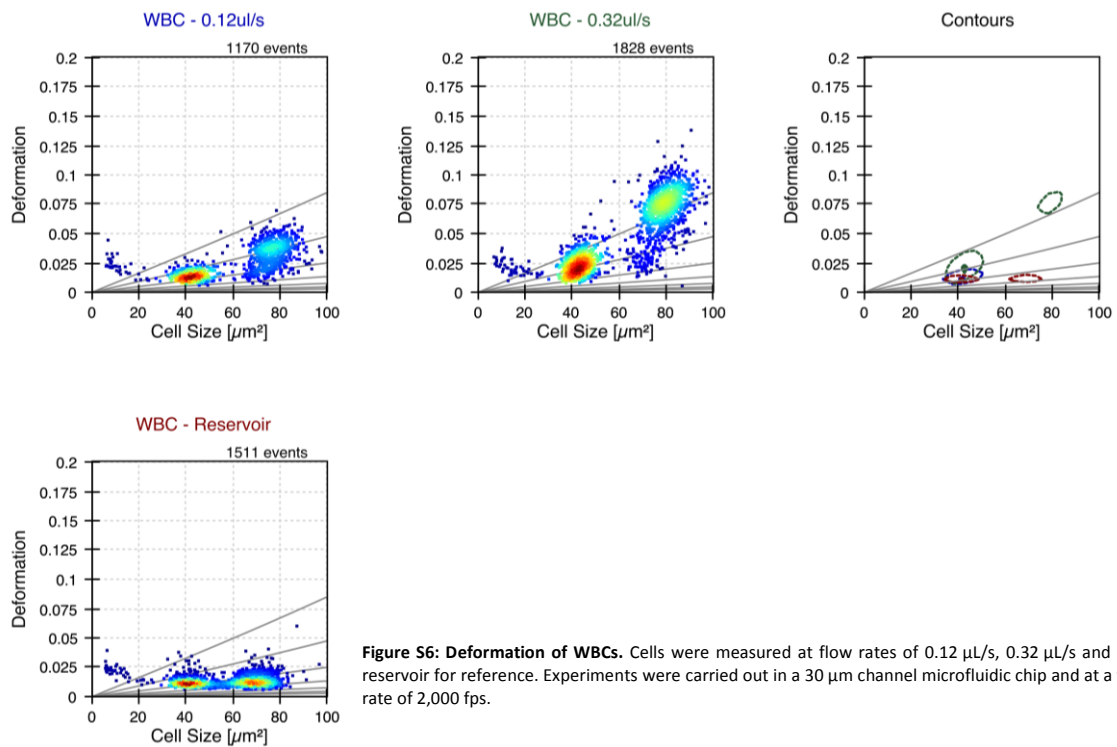 WBC - 0.12ul/s
1170 events
0.2
0.175
0.15
0.125
0.1
0.075
0.05
0.025
0
Deformation
0 20 40 60 80 100
Cell Size [µm²]
WBC - 0.32ul/s
1828 events
0.2
0.175
0.15
0.125
0.1
0.075
0.05
0.025
0
Deformation
0 20 40 60 80 100
Cell Size [µm²]
Contours
0.2
0.175
0.15
0.125
0.1
0.075
0.05
0.025
0
Deformation
0 20 40 60 80 100
Cell Size [µm²]
WBC - Reservoir
1511 events
0.2
0.175
0.15
0.125
0.1
0.075
0.05
0.025
0
Deformation
0 20 40 60 80 100
Cell Size [µm²]
Figure S6: Deformation of WBCs. Cells were measured at flow rates of 0.12 µL/s, 0.32 µL/s and
reservoir for reference. Experiments were carried out in a 30 µm channel microfluidic chip and at a
rate of 2,000 fps.